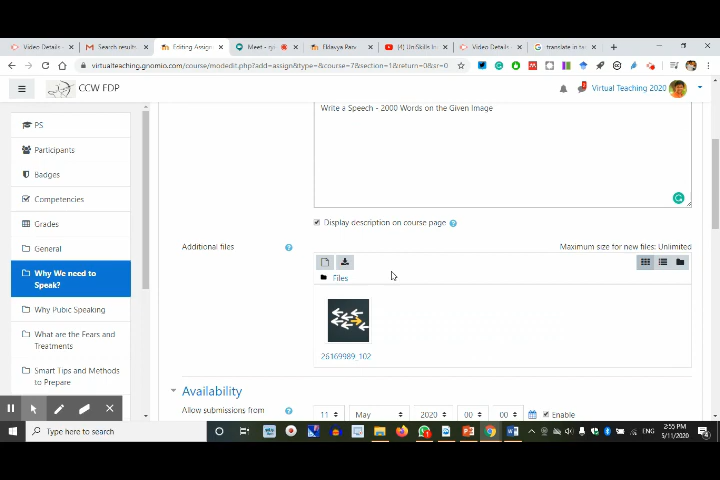 Video Details -
Search results
Editing Assign
Meet - rjc
Eklavya Parv
(4) UniSkills In
Video Details -
translate in ta
virtualteaching.gnomio.com/course/modedit.php?add=assign&type=&course=7&section=1&return=0&sr=0
CCW FDP
Virtual Teaching 2020
PS
Participants
Badges
Competencies
Grades
General
Why We need to
Speak?
Why Pubic Speaking
What are the Fears and
Treatments
Smart Tips and Methods
to Prepare
Write a Speech - 2000 Words on the Given Image
Display description on course page
Additional files
Maximum size for new files: Unlimited
Files
26169989_102
Availability
Allow submissions from
11 May 2020 00 00 Enable
Type here to search
ENG
2:55 PM
5/11/2020
4